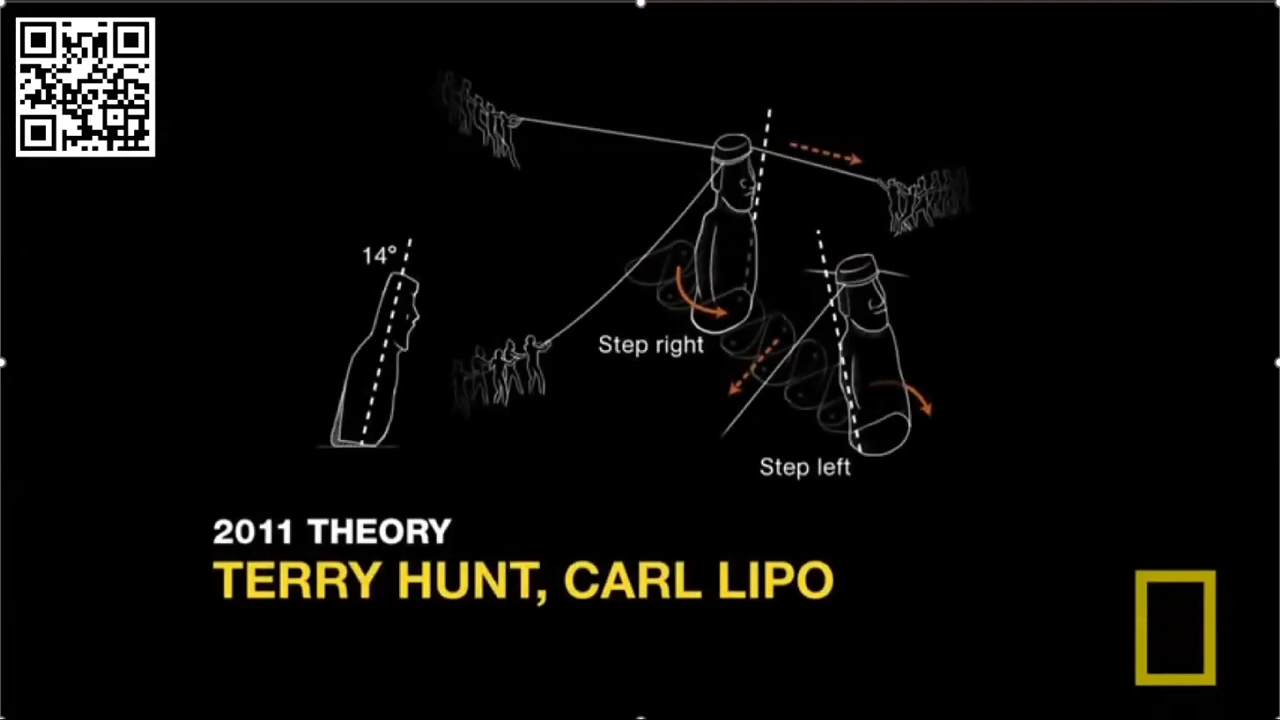 14°
Step right
Step left
2011 THEORY
TERRY HUNT, CARL LIPO